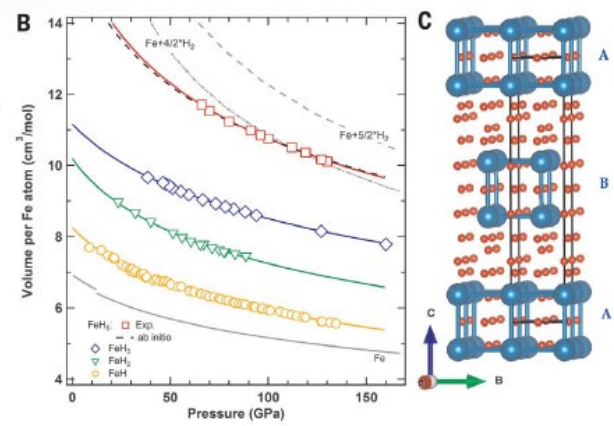 B
14
12
10
8
6
4
Volume per Fe atom (cm³/mol)
Fe+4/2*H₂
Fe+5/2*H₂
FeH₅: Exp.
ab initio
FeH₃
FeH₂
FeH
Fe
0
50
100
150
Pressure (GPa)
C
A
B
A
C
B